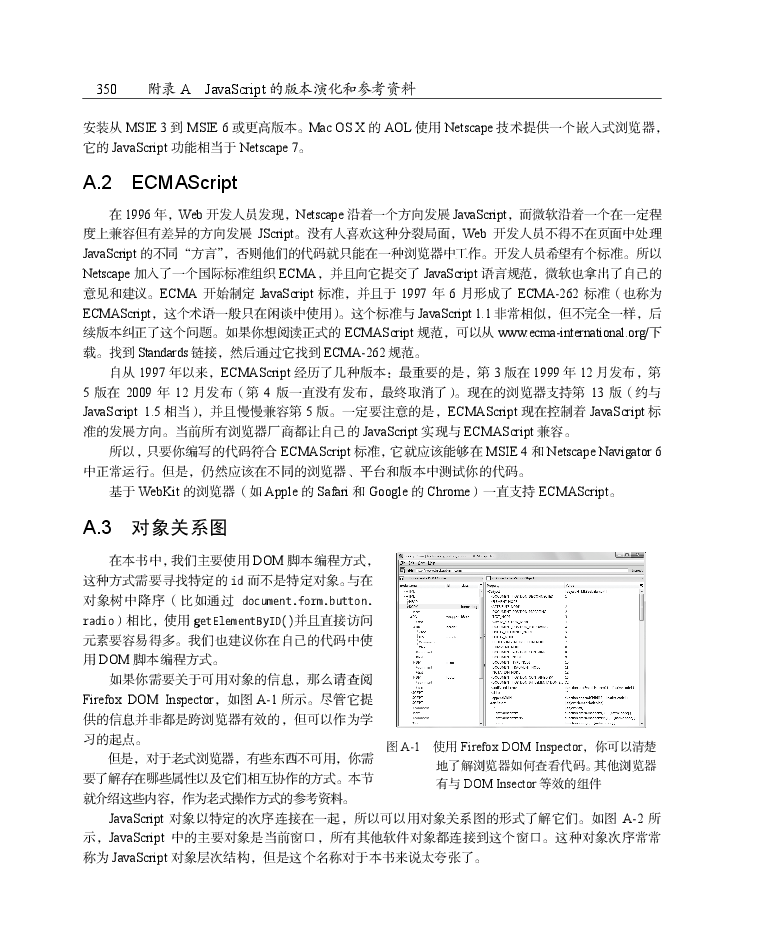 350 附录 A JavaScript 的版本演化和参考资料
安装从 MSIE 3 到 MSIE 6 或更高版本。Mac OS X 的 AOL 使用 Netscape 技术提供一个嵌入式浏览器，
它的 JavaScript 功能相当于 Netscape 7。
A.2 ECMAScript
在 1996 年，Web 开发人员发现，Netscape 沿着一个方向发展 JavaScript，而微软沿着一个在一定程
度上兼容但有差异的方向发展 JScript。没有人喜欢这种分裂局面，Web 开发人员不得不在页面中处理
JavaScript 的不同“方言”，否则他们的代码就只能在一种浏览器中工作。开发人员希望有个标准。所以
Netscape 加入了一个国际标准组织 ECMA，并且向它提交了 JavaScript 语言规范，微软也拿出了自己的
意见和建议。ECMA 开始制定 JavaScript 标准，并且于 1997 年 6 月形成了 ECMA-262 标准（也称为
ECMAScript，这个术语一般只在闲谈中使用）。这个标准与 JavaScript 1.1 非常相似，但不完全一样，后
续版本纠正了这个问题。如果你想阅读正式的 ECMAScript 规范，可以从 www.ecma-international.org/下
载。找到 Standards 链接，然后通过它找到 ECMA-262 规范。
自从 1997 年以来，ECMAScript 经历了几种版本：最重要的是，第 3 版在 1999 年 12 月发布，第
5 版在 2009 年 12 月发布（第 4 版一直没有发布，最终取消了）。现在的浏览器支持第 13 版（约与
JavaScript 1.5 相当），并且慢慢兼容第 5 版。一定要注意的是，ECMAScript 现在控制着 JavaScript 标
准的发展方向。当前所有浏览器厂商都让自己的 JavaScript 实现与 ECMAScript 兼容。
所以，只要你编写的代码符合 ECMAScript 标准，它就应该能够在 MSIE 4 和 Netscape Navigator 6
中正常运行。但是，仍然应该在不同的浏览器、平台和版本中测试你的代码。
基于 WebKit 的浏览器（如 Apple 的 Safari 和 Google 的 Chrome）一直支持 ECMAScript。
A.3 对象关系图
在本书中，我们主要使用 DOM 脚本编程方式，
这种方式需要寻找特定的 id 而不是特定对象。与在
对象树中降序（比如通过 document.form.button.
radio）相比，使用 getElementByID()并且直接访问
元素要容易得多。我们也建议你在自己的代码中使
用 DOM 脚本编程方式。
如果你需要关于可用对象的信息，那么请查阅
Firefox DOM Inspector，如图 A-1 所示。尽管它提
供的信息并非都是跨浏览器有效的，但可以作为学
习的起点。
但是，对于老式浏览器，有些东西不可用，你需
要了解存在哪些属性以及它们相互协作的方式。本节
就介绍这些内容，作为老式操作方式的参考资料。
图 A-1 使用 Firefox DOM Inspector，你可以清楚
地了解浏览器如何查看代码。其他浏览器
有与 DOM Insector 等效的组件
JavaScript 对象以特定的次序连接在一起，所以可以用对象关系图的形式了解它们。如图 A-2 所
示，JavaScript 中的主要对象是当前窗口，所有其他软件对象都连接到这个窗口。这种对象次序常常
称为 JavaScript 对象层次结构，但是这个名称对于本书来说太夸张了。